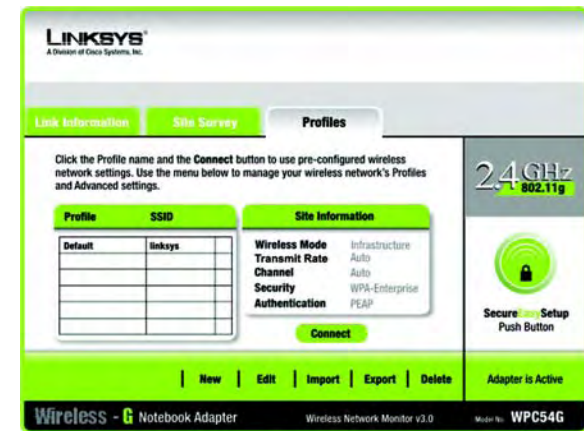 LINKSYS®
A Division of Cisco Systems, Inc.
Link Information
Site Survey
Profiles
Click the Profile name and the Connect button to use pre-configured wireless
network settings. Use the menu below to manage your wireless network's Profiles
and Advanced settings.
Profile SSID
Default linksys
Site Information
Wireless Mode Infrastructure
Transmit Rate Auto
Channel Auto
Security WPA-Enterprise
Authentication PEAP
Connect
2.4GHz
802.11g
SecureEasySetup
Push Button
New | Edit | Import | Export | Delete
Adapter is Active
Wireless - G Notebook Adapter
Wireless Network Monitor v3.0
Model No. WPC54G